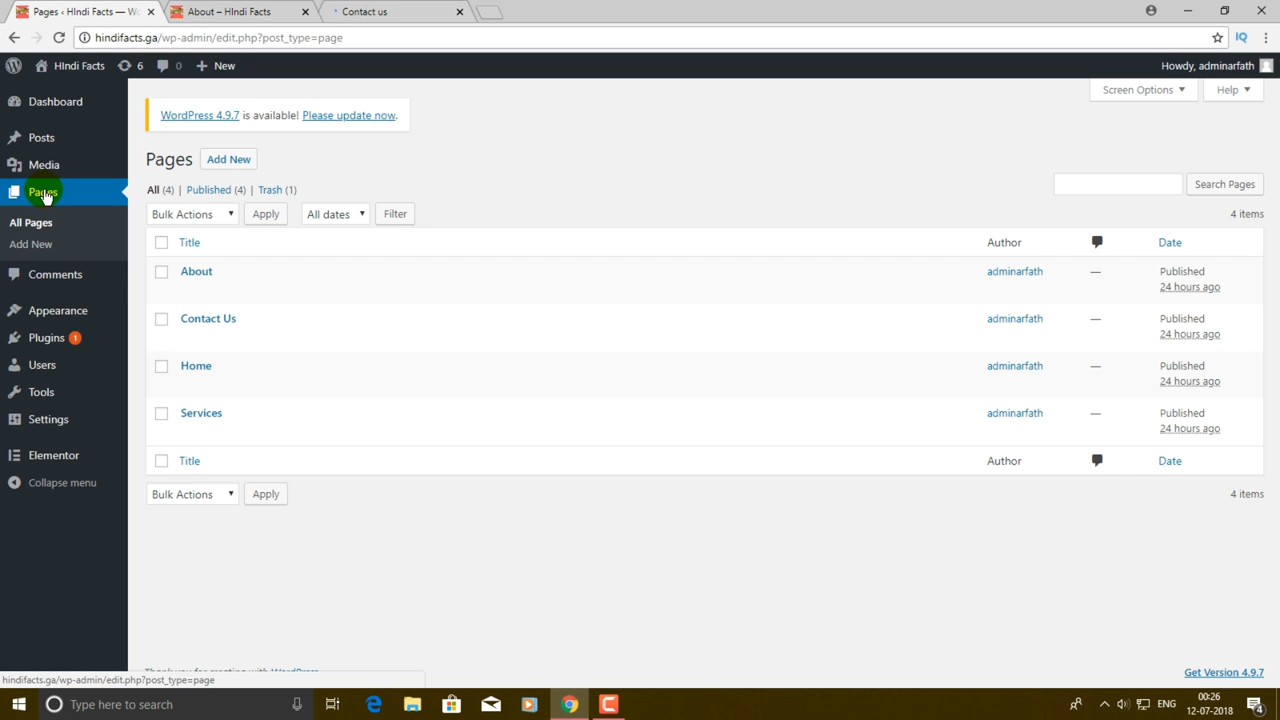 Pages ‹ HIndi Facts — Wo
About – HIndi Facts
Contact us
hindifacts.ga/wp-admin/edit.php?post_type=page
HIndi Facts
6
0
New
Howdy, adminarfath
Screen Options
Help
WordPress 4.9.7 is available! Please update now.
Dashboard
Posts
Media
Pages
All Pages
Add New
Comments
Appearance
Plugins 1
Users
Tools
Settings
Elementor
Collapse menu
Pages
Add New
All (4) | Published (4) | Trash (1)
Search Pages
Bulk Actions
Apply
All dates
Filter
4 items
Title Author Date
About adminarfath — Published
24 hours ago
Contact Us adminarfath — Published
24 hours ago
Home adminarfath — Published
24 hours ago
Services adminarfath — Published
24 hours ago
Title Author Date
Bulk Actions
Apply
4 items
Thank you for creating with WordPress
Get Version 4.9.7
hindifacts.ga/wp-admin/edit.php?post_type=page
Type here to search
ENG
00:26
12-07-2018
4